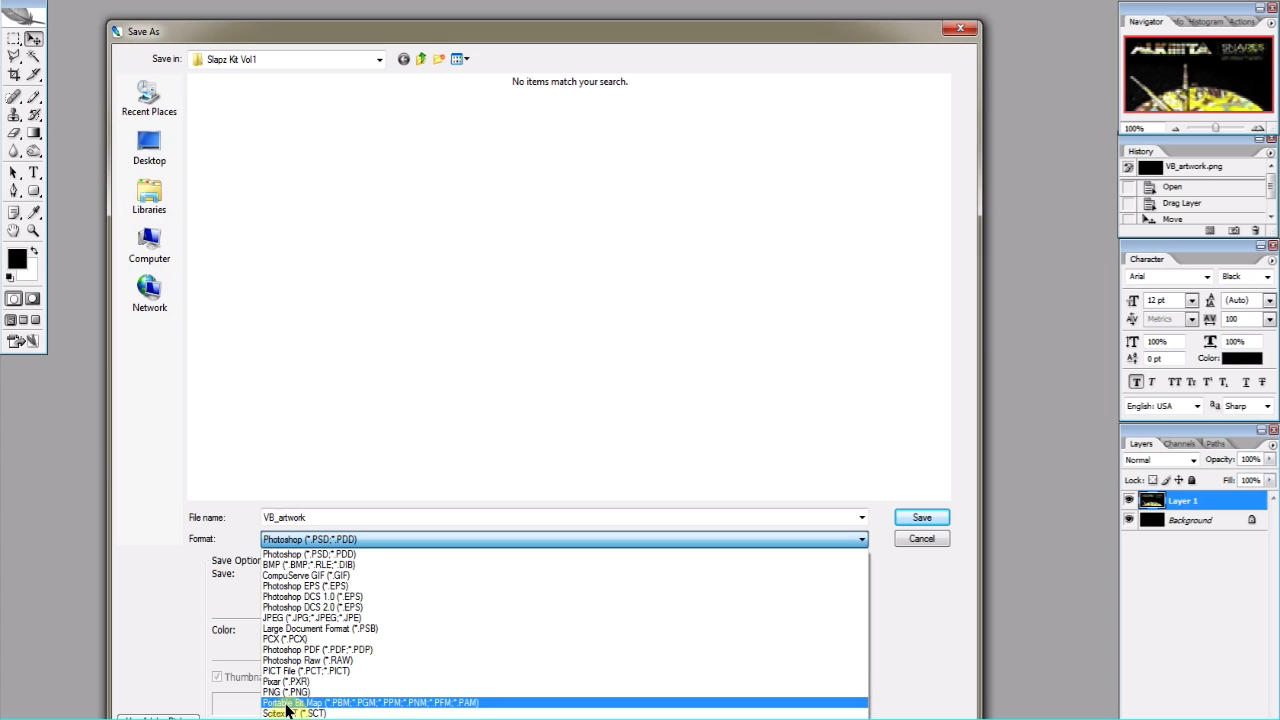 Save As
Save in:
Slapz Kit Vol1
No items match your search.
Recent Places
Desktop
Libraries
Computer
Network
File name:
VB_artwork
Save
Format:
Photoshop (*.PSD;*.PDD)
Cancel
Photoshop (*.PSD;*.PDD)
BMP (*.BMP;*.RLE;*.DIB)
CompuServe GIF (*.GIF)
Photoshop EPS (*.EPS)
Photoshop DCS 1.0 (*.EPS)
Photoshop DCS 2.0 (*.EPS)
JPEG (*.JPG;*.JPEG;*.JPE)
Large Document Format (*.PSB)
PCX (*.PCX)
Photoshop PDF (*.PDF;*.PDP)
Photoshop Raw (*.RAW)
PICT File (*.PCT;*.PICT)
Pixar (*.PXR)
PNG (*.PNG)
Portable Bit Map (*.PBM;*.PGM;*.PPM;*.PNM;*.PFM;*.PAM)
Save Optio
Save:
Color:
Thumbna
Navigator
Histogram
Actions
SNARES
100%
History
VB_artwork.png
Open
Drag Layer
Move
Character
Arial
Black
12 pt
(Auto)
Metrics
100
100%
100%
0 pt
Color:
English: USA
Sharp
Layers
Channels
Paths
Normal
Opacity:
100%
Lock:
Fill:
100%
Layer 1
Background